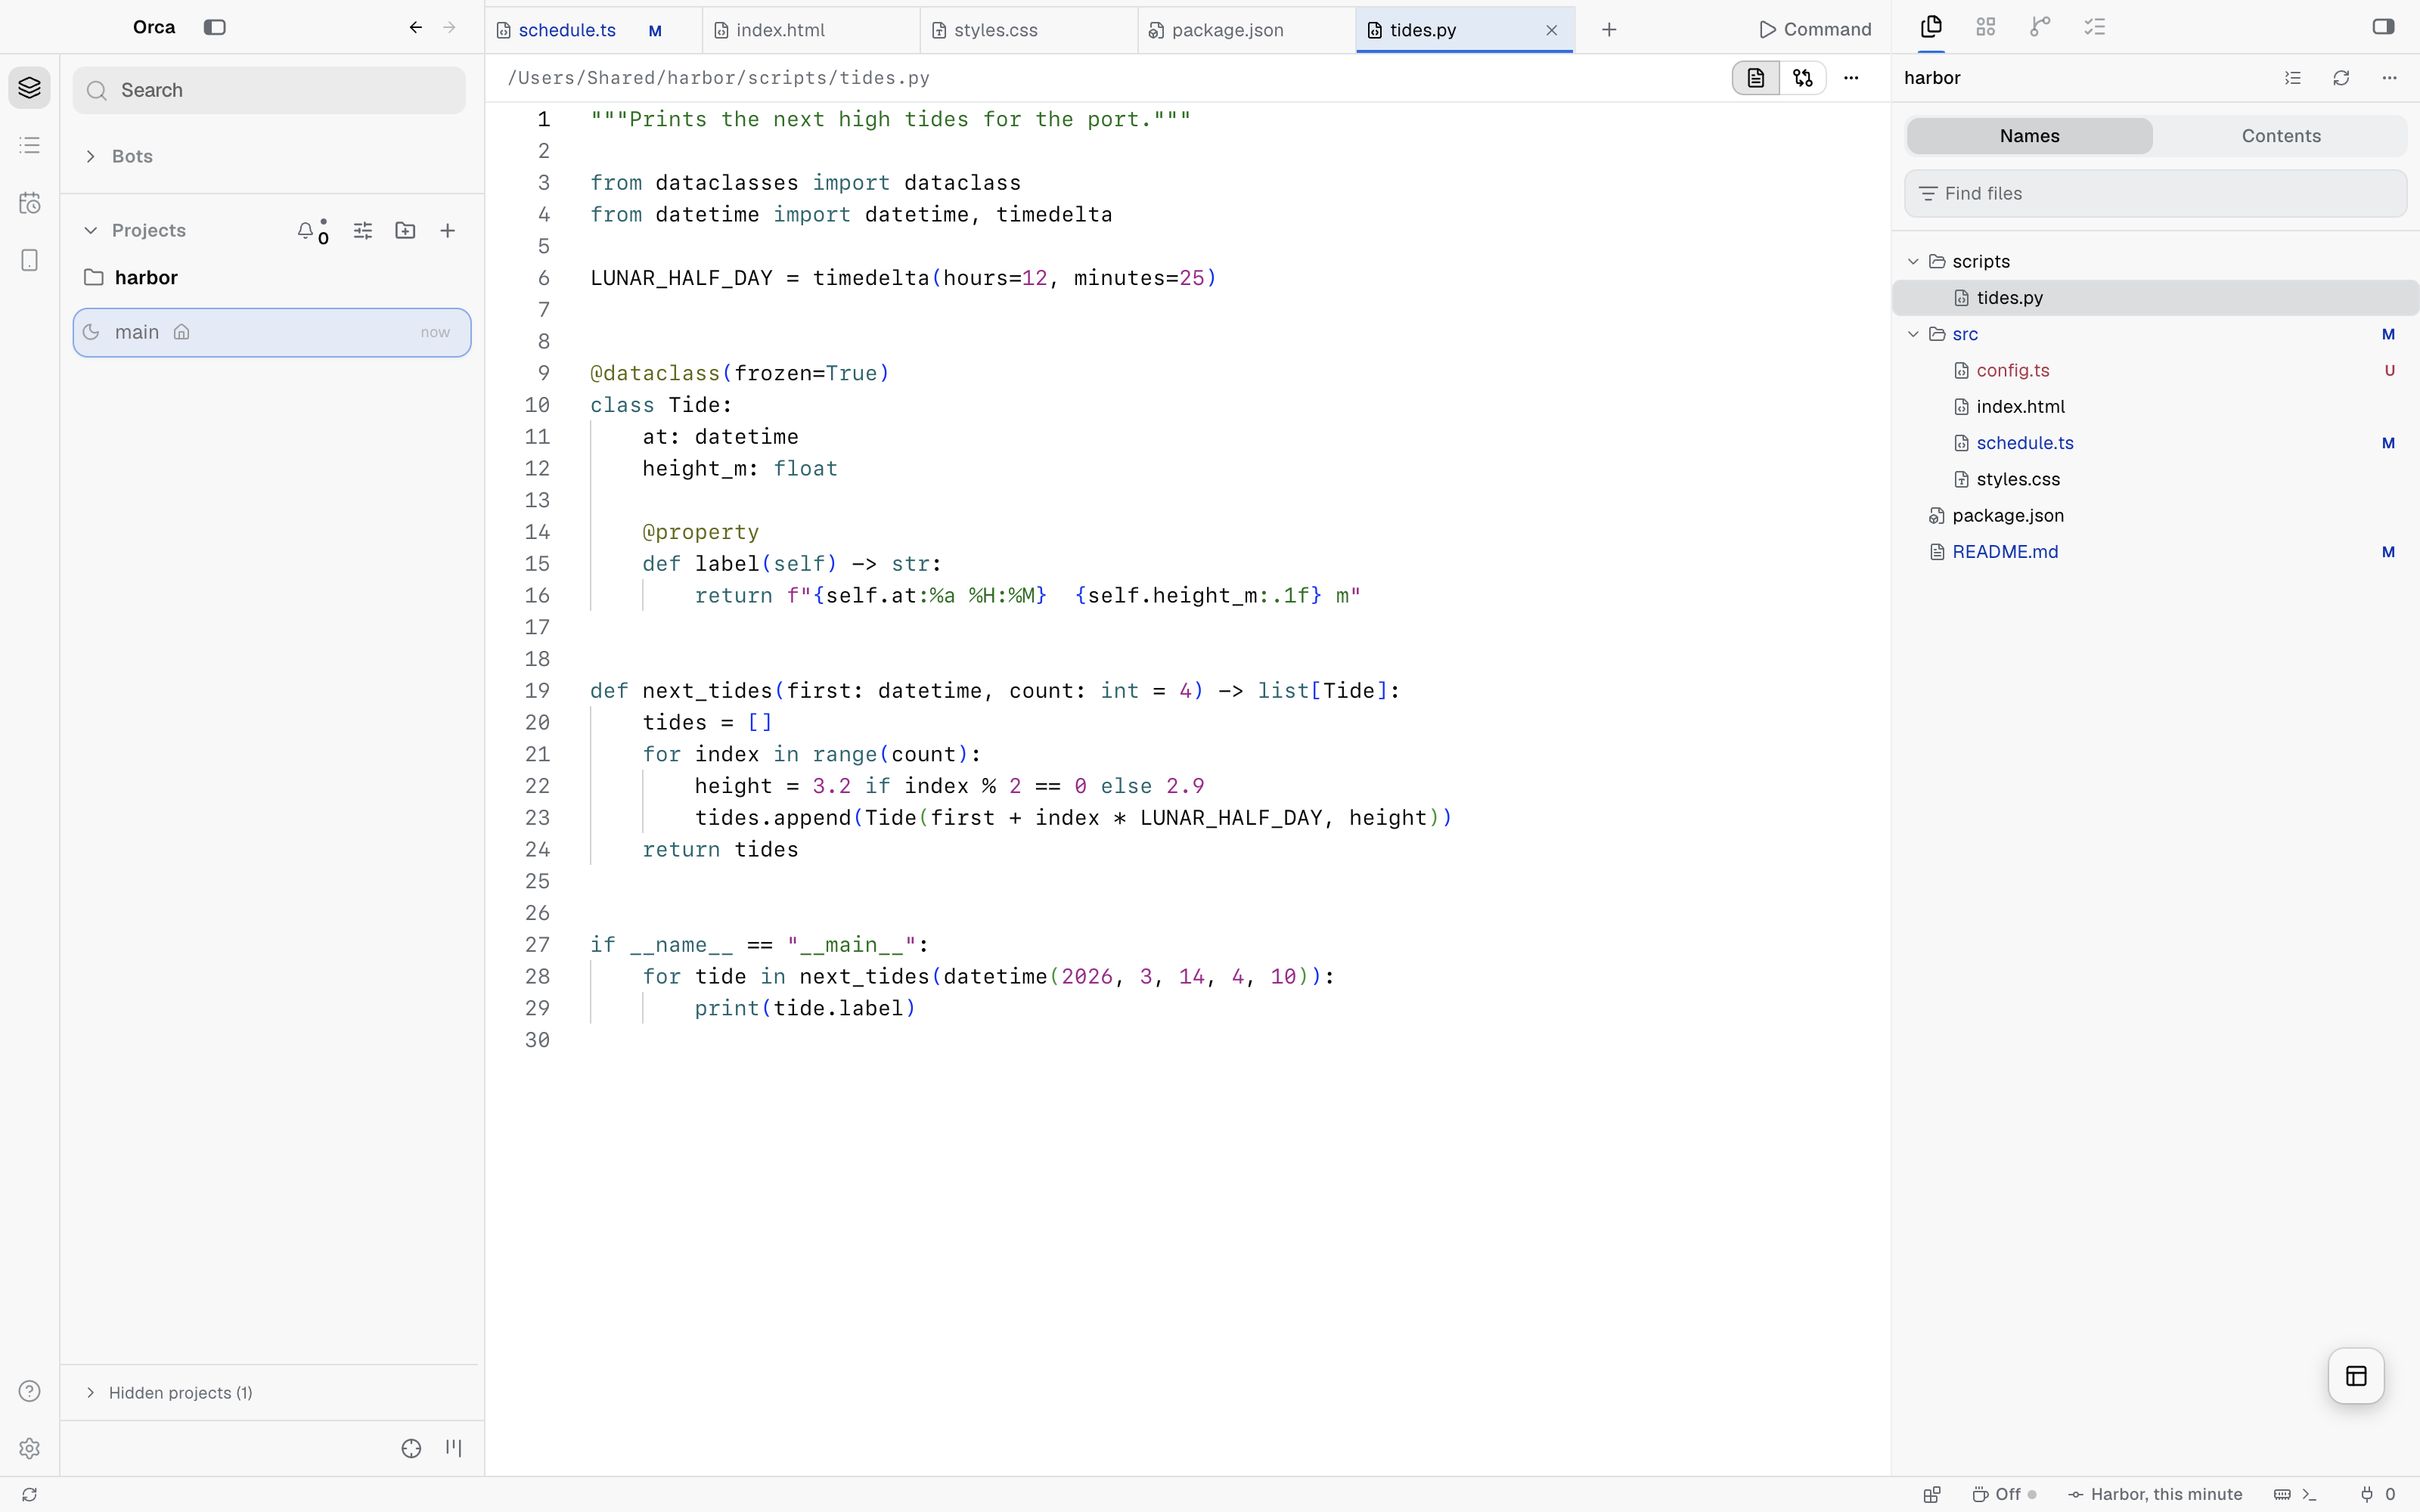 Orca
schedule.ts M
index.html
styles.css
package.json
tides.py
Command
Search
Bots
Projects 0
harbor
main now
Hidden projects (1)
/Users/Shared/harbor/scripts/tides.py
1 """Prints the next high tides for the port."""
2
3 from dataclasses import dataclass
4 from datetime import datetime, timedelta
5
6 LUNAR_HALF_DAY = timedelta(hours=12, minutes=25)
7
8
9 @dataclass(frozen=True)
10 class Tide:
11     at: datetime
12     height_m: float
13
14     @property
15     def label(self) -> str:
16         return f"{self.at:%a %H:%M}  {self.height_m:.1f} m"
17
18
19 def next_tides(first: datetime, count: int = 4) -> list[Tide]:
20     tides = []
21     for index in range(count):
22         height = 3.2 if index % 2 == 0 else 2.9
23         tides.append(Tide(first + index * LUNAR_HALF_DAY, height))
24     return tides
25
26
27 if __name__ == "__main__":
28     for tide in next_tides(datetime(2026, 3, 14, 4, 10)):
29         print(tide.label)
30
harbor
Names Contents
Find files
scripts
tides.py
src M
config.ts U
index.html
schedule.ts M
styles.css
package.json
README.md M
Off Harbor, this minute 0